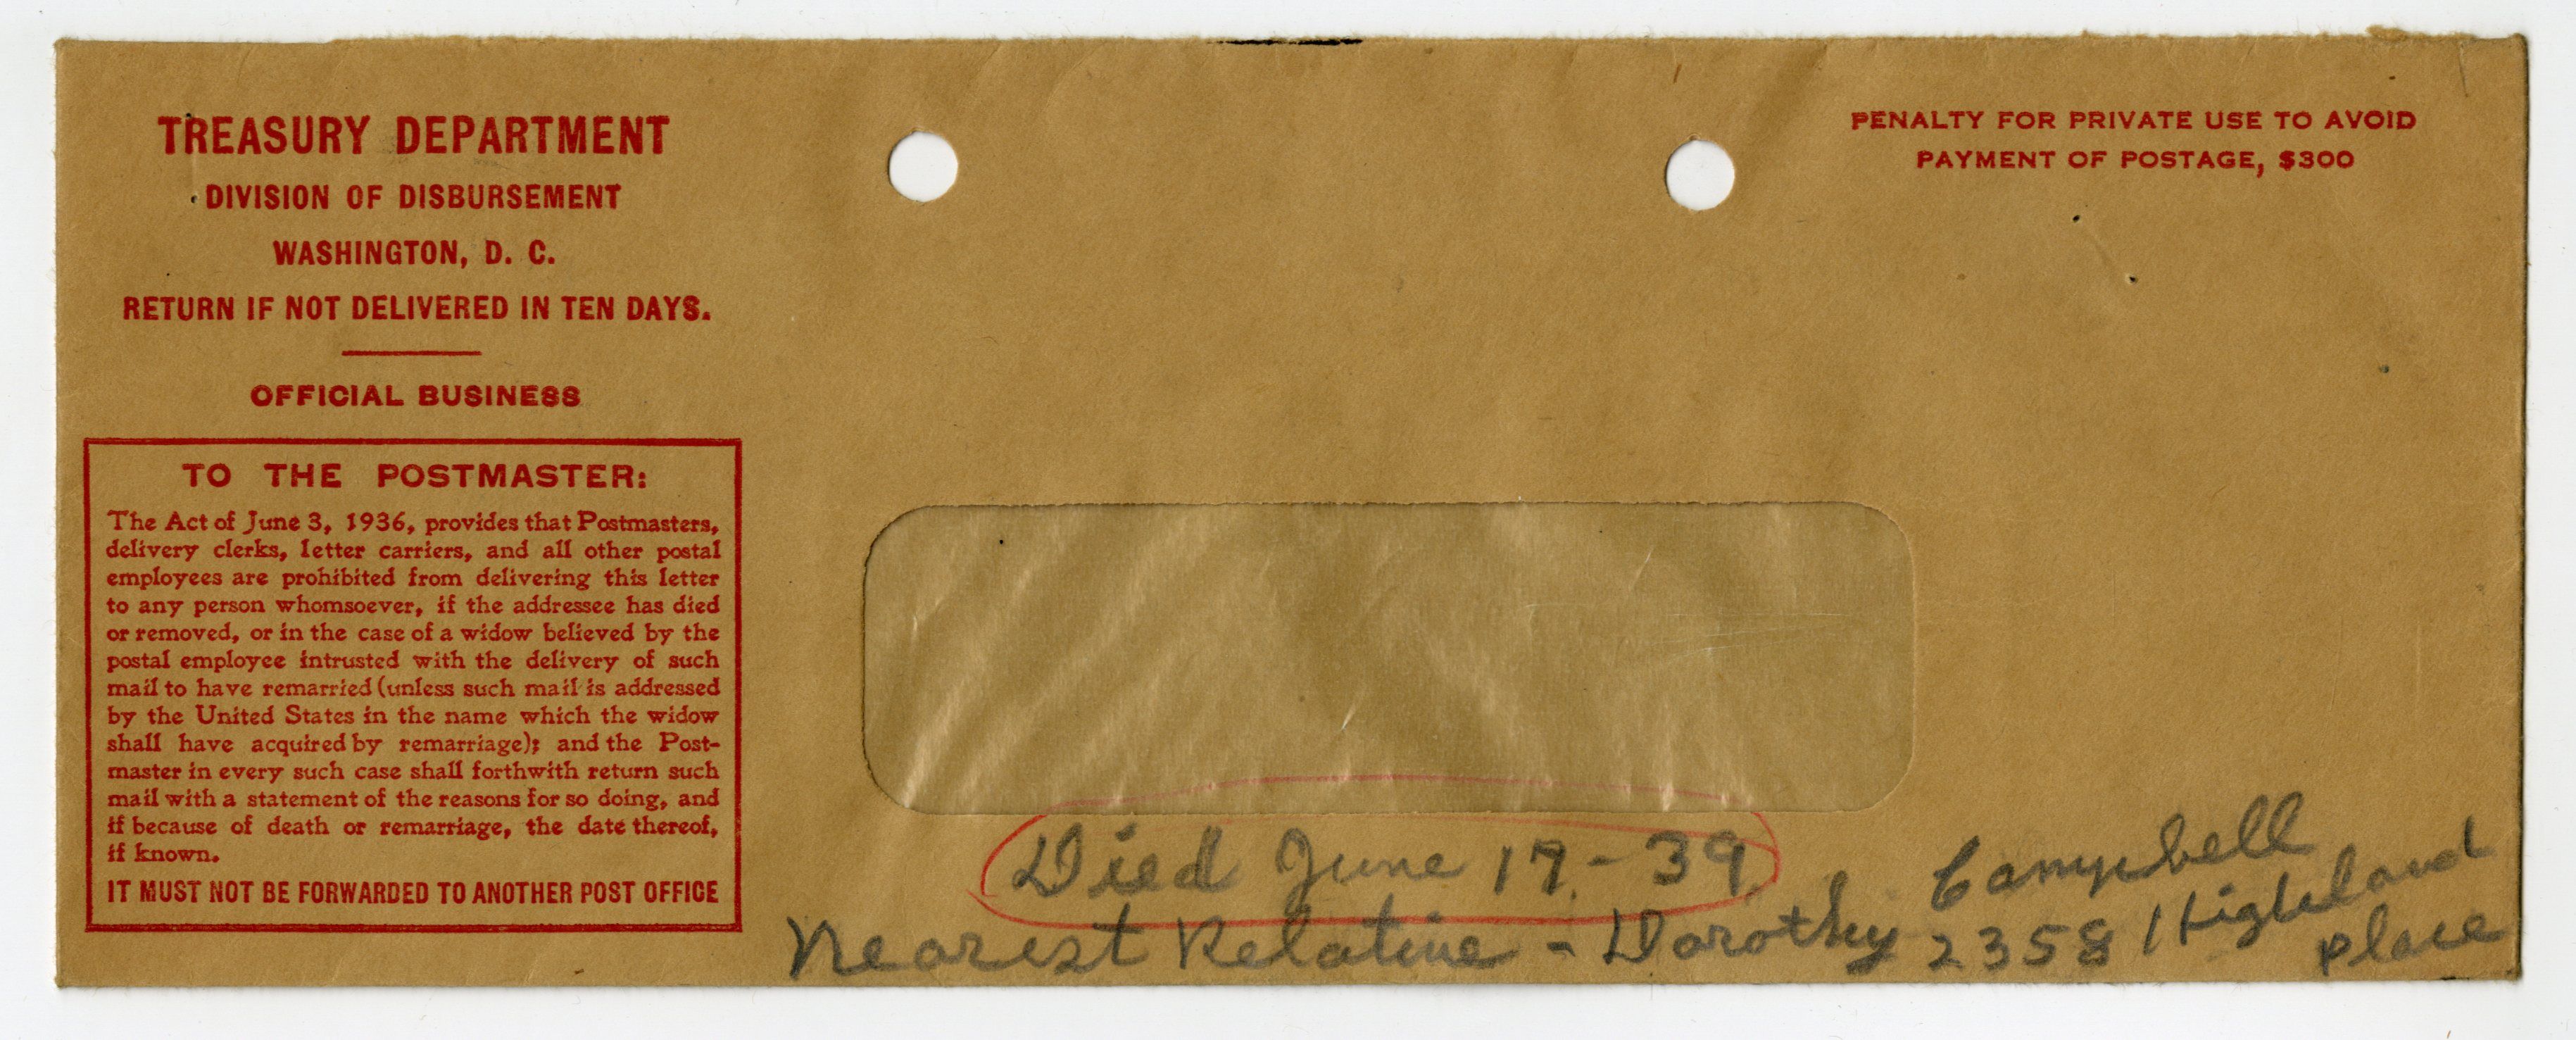 TREASURY DEPARTMENT
DIVISION OF DISBURSEMENT
WASHINGTON, D. C.
RETURN IF NOT DELIVERED IN TEN DAYS.
OFFICIAL BUSINESS
TO THE POSTMASTER:
The Act of June 3, 1936, provides that Postmasters,
delivery clerks, letter carriers, and all other postal
employees are prohibited from delivering this letter
to any person whomsoever, if the addressee has died
or removed, or in the case of a widow believed by the
postal employee intrusted with the delivery of such
mail to have remarried (unless such mail is addressed
by the United States in the name which the widow
shall have acquired by remarriage); and the Post-
master in every such case shall forthwith return such
mail with a statement of the reasons for so doing, and
if because of death or remarriage, the date thereof,
if known.
IT MUST NOT BE FORWARDED TO ANOTHER POST OFFICE
PENALTY FOR PRIVATE USE TO AVOID
PAYMENT OF POSTAGE, $300
Died June 17-39
Nearest Relative - Dorothy Campbell
2358 Highland
place